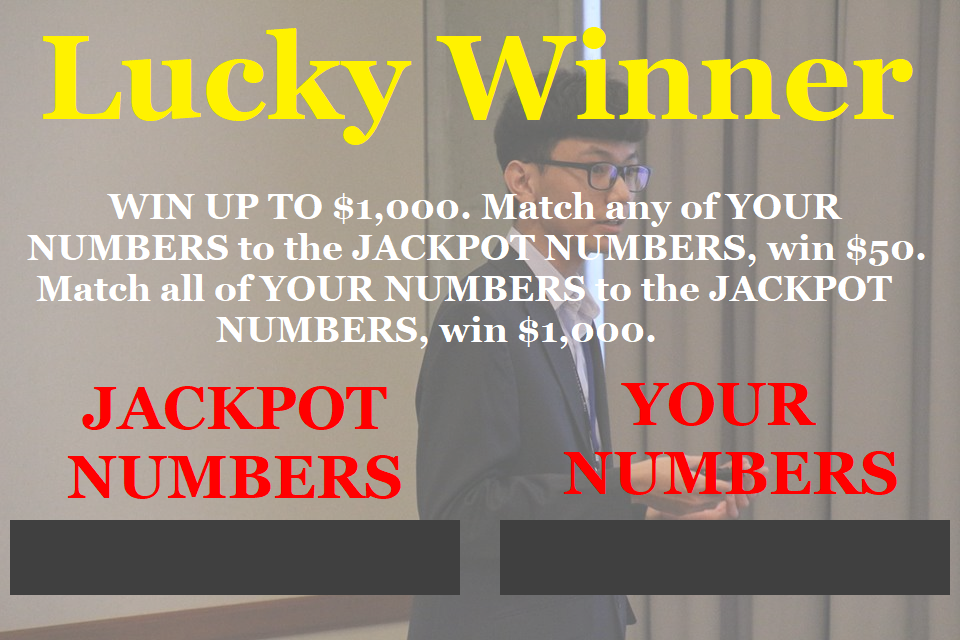 Lucky Winner
WIN UP TO $1,000. Match any of YOUR
NUMBERS to the JACKPOT NUMBERS, win $50.
Match all of YOUR NUMBERS to the JACKPOT
NUMBERS, win $1,000.
JACKPOT
NUMBERS
YOUR
NUMBERS